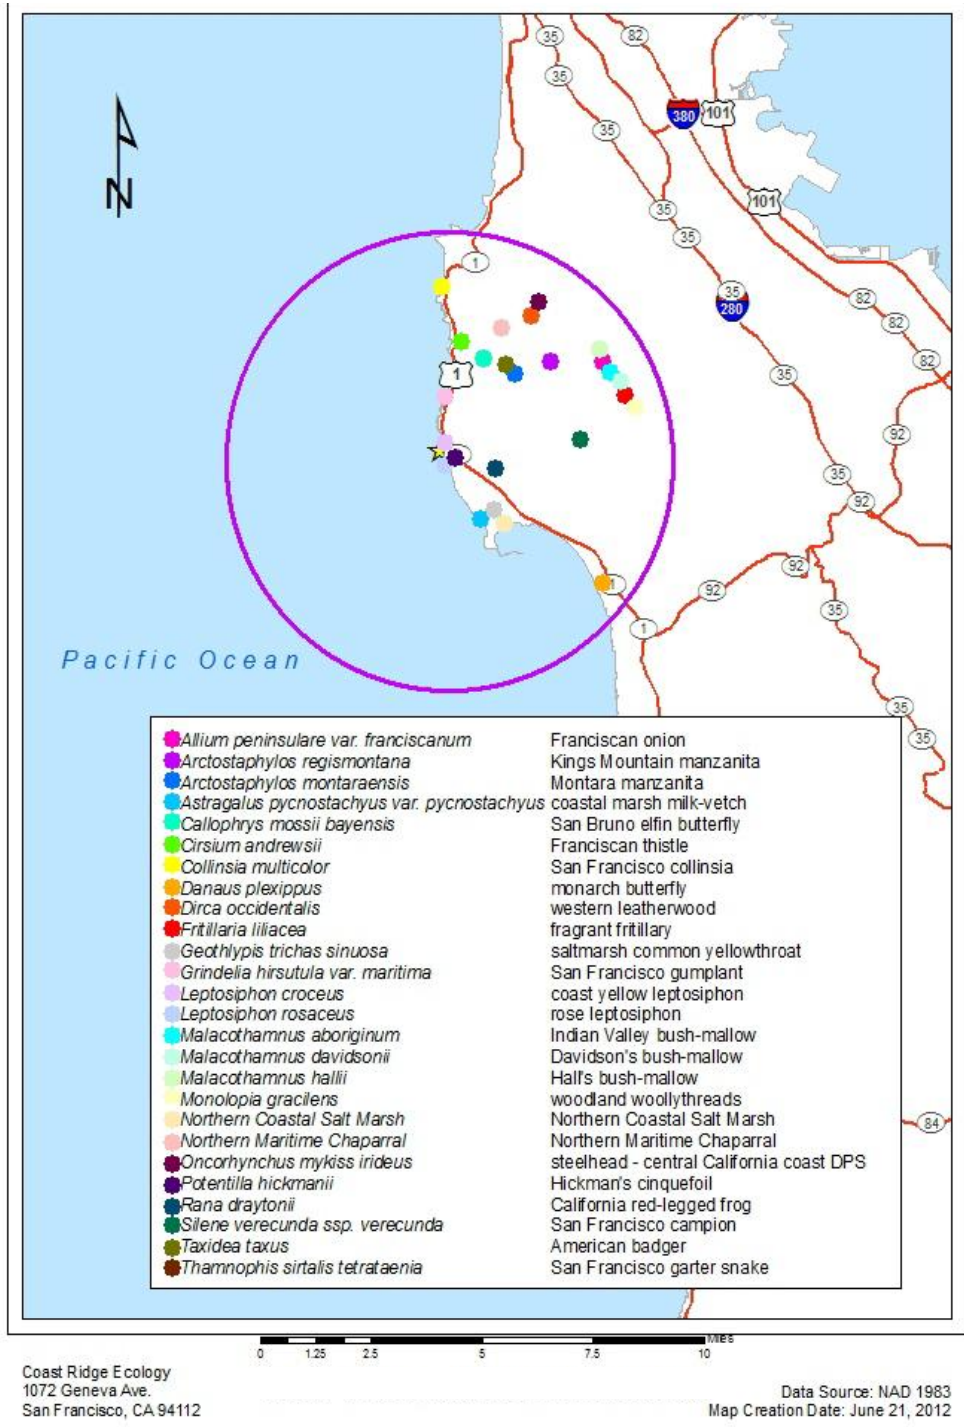 35
82
35
380
101
35
101
35
35
1
35
280
82
82
82
1
35
92
35
92
1
92
92
35
1
N
Pacific Ocean
35
35
84
Allium peninsulare var. franciscanum Franciscan onion
Arctostaphylos regismontana Kings Mountain manzanita
Arctostaphylos montaraensis Montara manzanita
Astragalus pycnostachyus var. pycnostachyus coastal marsh milk-vetch
Callophrys mossii bayensis San Bruno elfin butterfly
Cirsium andrewsii Franciscan thistle
Collinsia multicolor San Francisco collinsia
Danaus plexippus monarch butterfly
Dirca occidentalis western leatherwood
Fritillaria liliacea fragrant fritillary
Geothlypis trichas sinuosa saltmarsh common yellowthroat
Grindelia hirsutula var. maritima San Francisco gumplant
Leptosiphon croceus coast yellow leptosiphon
Leptosiphon rosaceus rose leptosiphon
Malacothamnus aboriginum Indian Valley bush-mallow
Malacothamnus davidsonii Davidson's bush-mallow
Malacothamnus hallii Hall's bush-mallow
Monolopia gracilens woodland woollythreads
Northern Coastal Salt Marsh Northern Coastal Salt Marsh
Northern Maritime Chaparral Northern Maritime Chaparral
Oncorhynchus mykiss irideus steelhead - central California coast DPS
Potentilla hickmanii Hickman's cinquefoil
Rana draytonii California red-legged frog
Silene verecunda ssp. verecunda San Francisco campion
Taxidea taxus American badger
Thamnophis sirtalis tetrataenia San Francisco garter snake
Miles
0 1.25 2.5 5 7.5 10
Coast Ridge Ecology
1072 Geneva Ave.
San Francisco, CA 94112
Data Source: NAD 1983
Map Creation Date: June 21, 2012